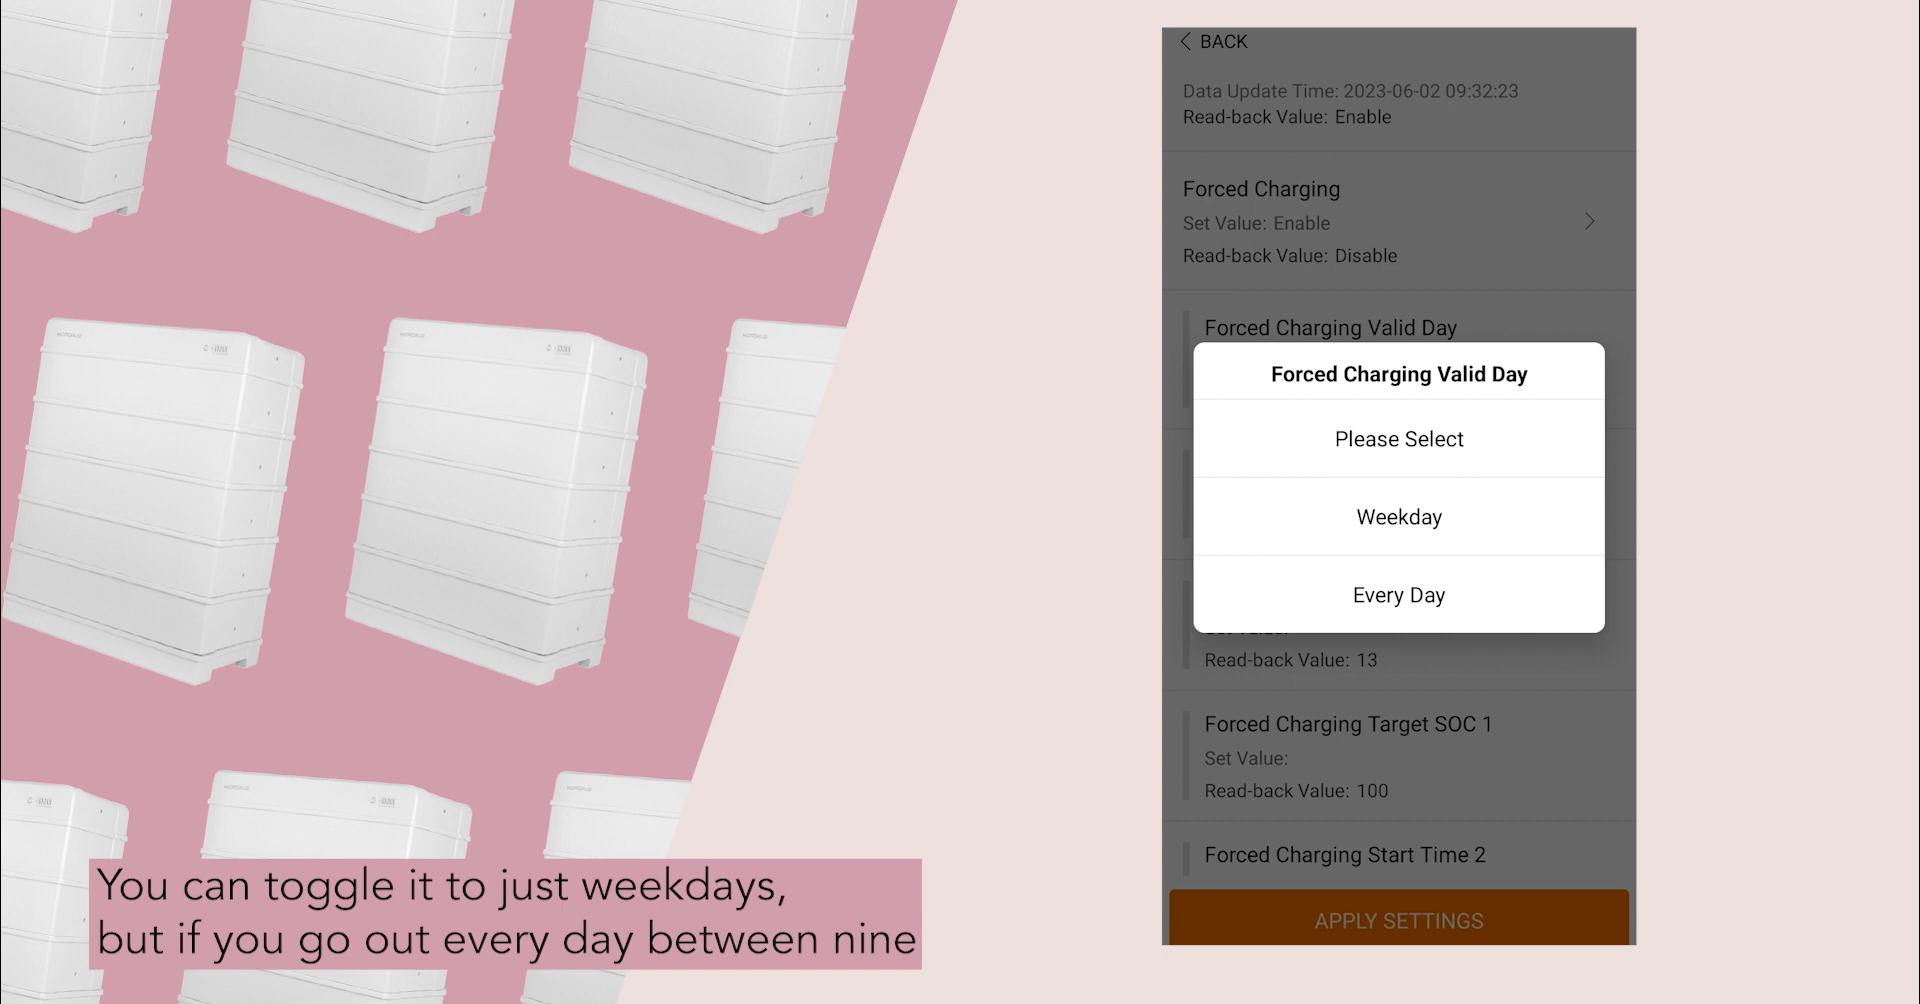 BACK
Data Update Time: 2023-06-02 09:32:23
Read-back Value: Enable
Forced Charging
Set Value: Enable
Read-back Value: Disable
Forced Charging Valid Day
Forced Charging Valid Day
Please Select
Weekday
Every Day
Read-back Value: 13
Forced Charging Target SOC 1
Set Value:
Read-back Value: 100
Forced Charging Start Time 2
APPLY SETTINGS
You can toggle it to just weekdays,
but if you go out every day between nine